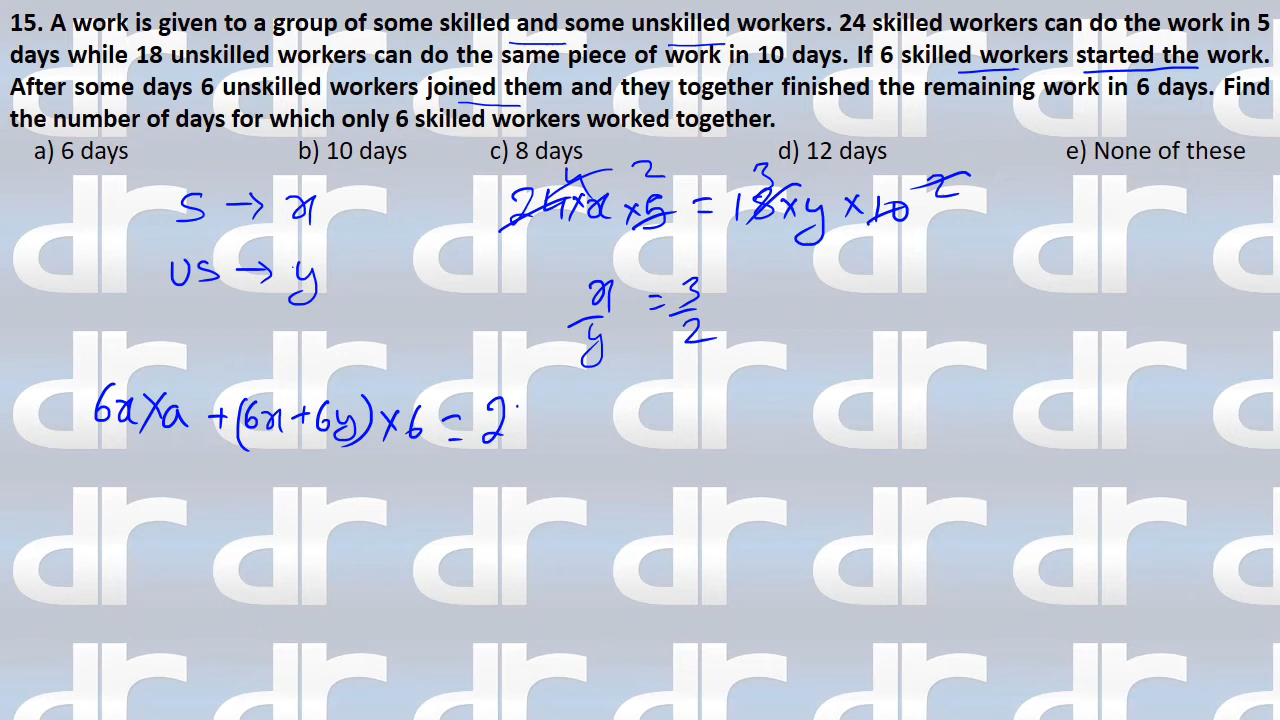 15. A work is given to a group of some skilled and some unskilled workers. 24 skilled workers can do the work in 5
days while 18 unskilled workers can do the same piece of work in 10 days. If 6 skilled workers started the work.
After some days 6 unskilled workers joined them and they together finished the remaining work in 6 days. Find
the number of days for which only 6 skilled workers worked together.
a) 6 days b) 10 days c) 8 days d) 12 days e) None of these
4 2 3 2
S → x 24 × x × 5 = 18 × y × 10
US → y
x/y = 3/2
6x × a + (6x + 6y) × 6 = 2